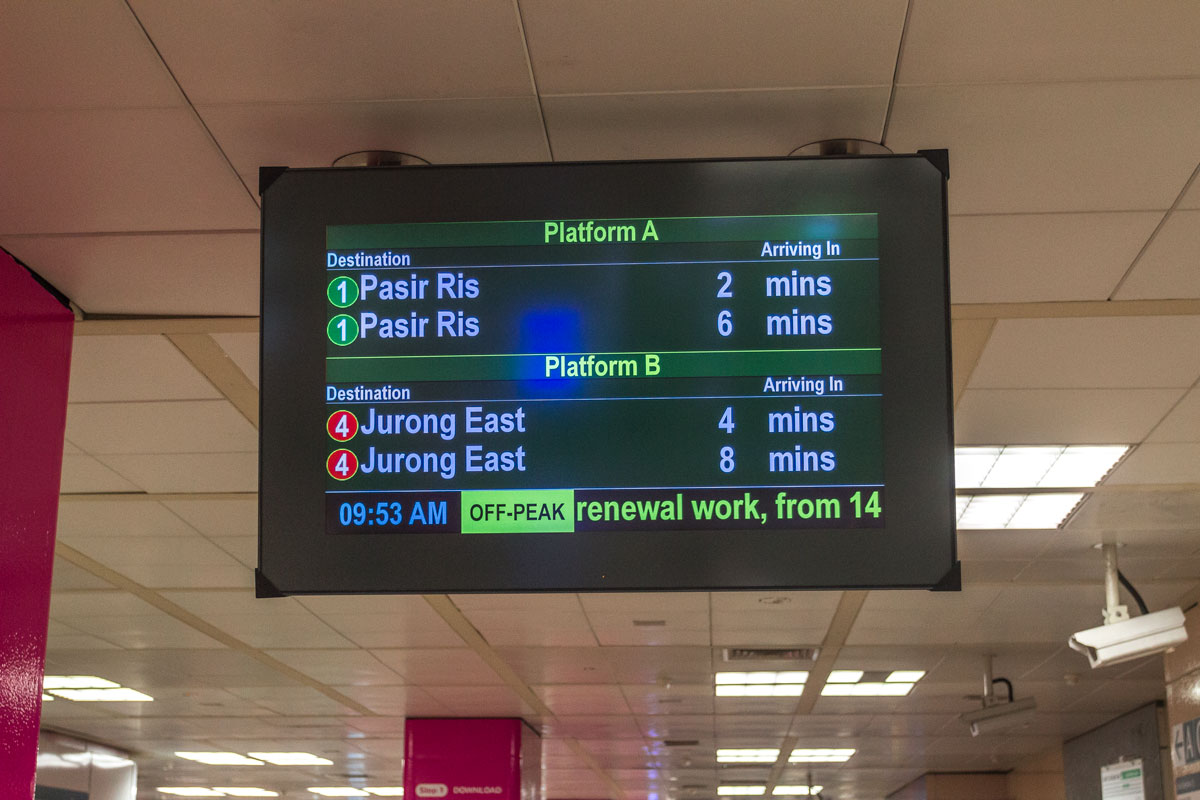 Platform A
Destination Arriving In
1 Pasir Ris 2 mins
1 Pasir Ris 6 mins
Platform B
Destination Arriving In
4 Jurong East 4 mins
4 Jurong East 8 mins
09:53 AM OFF-PEAK renewal work, from 14
Step 1 DOWNLOAD